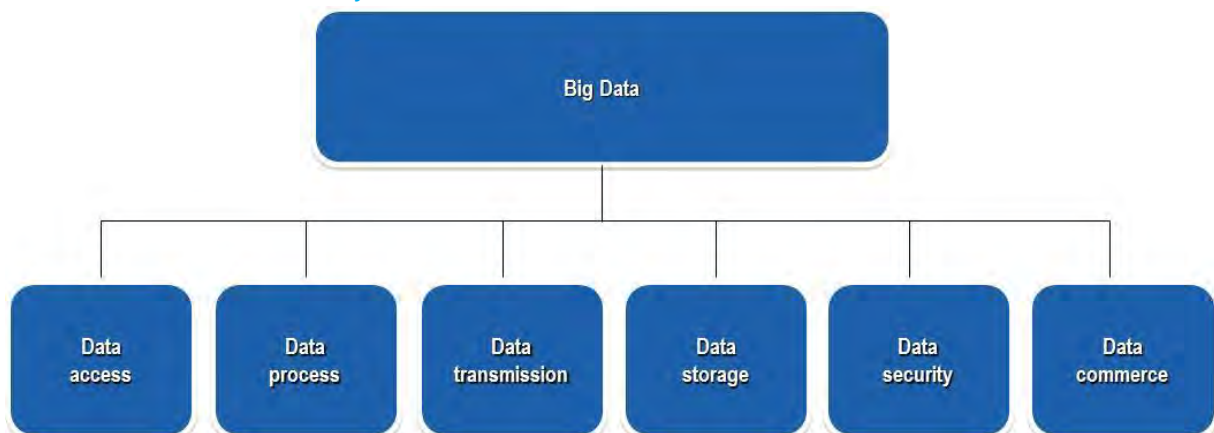 Big Data
Data
access
Data
process
Data
transmission
Data
storage
Data
security
Data
commerce